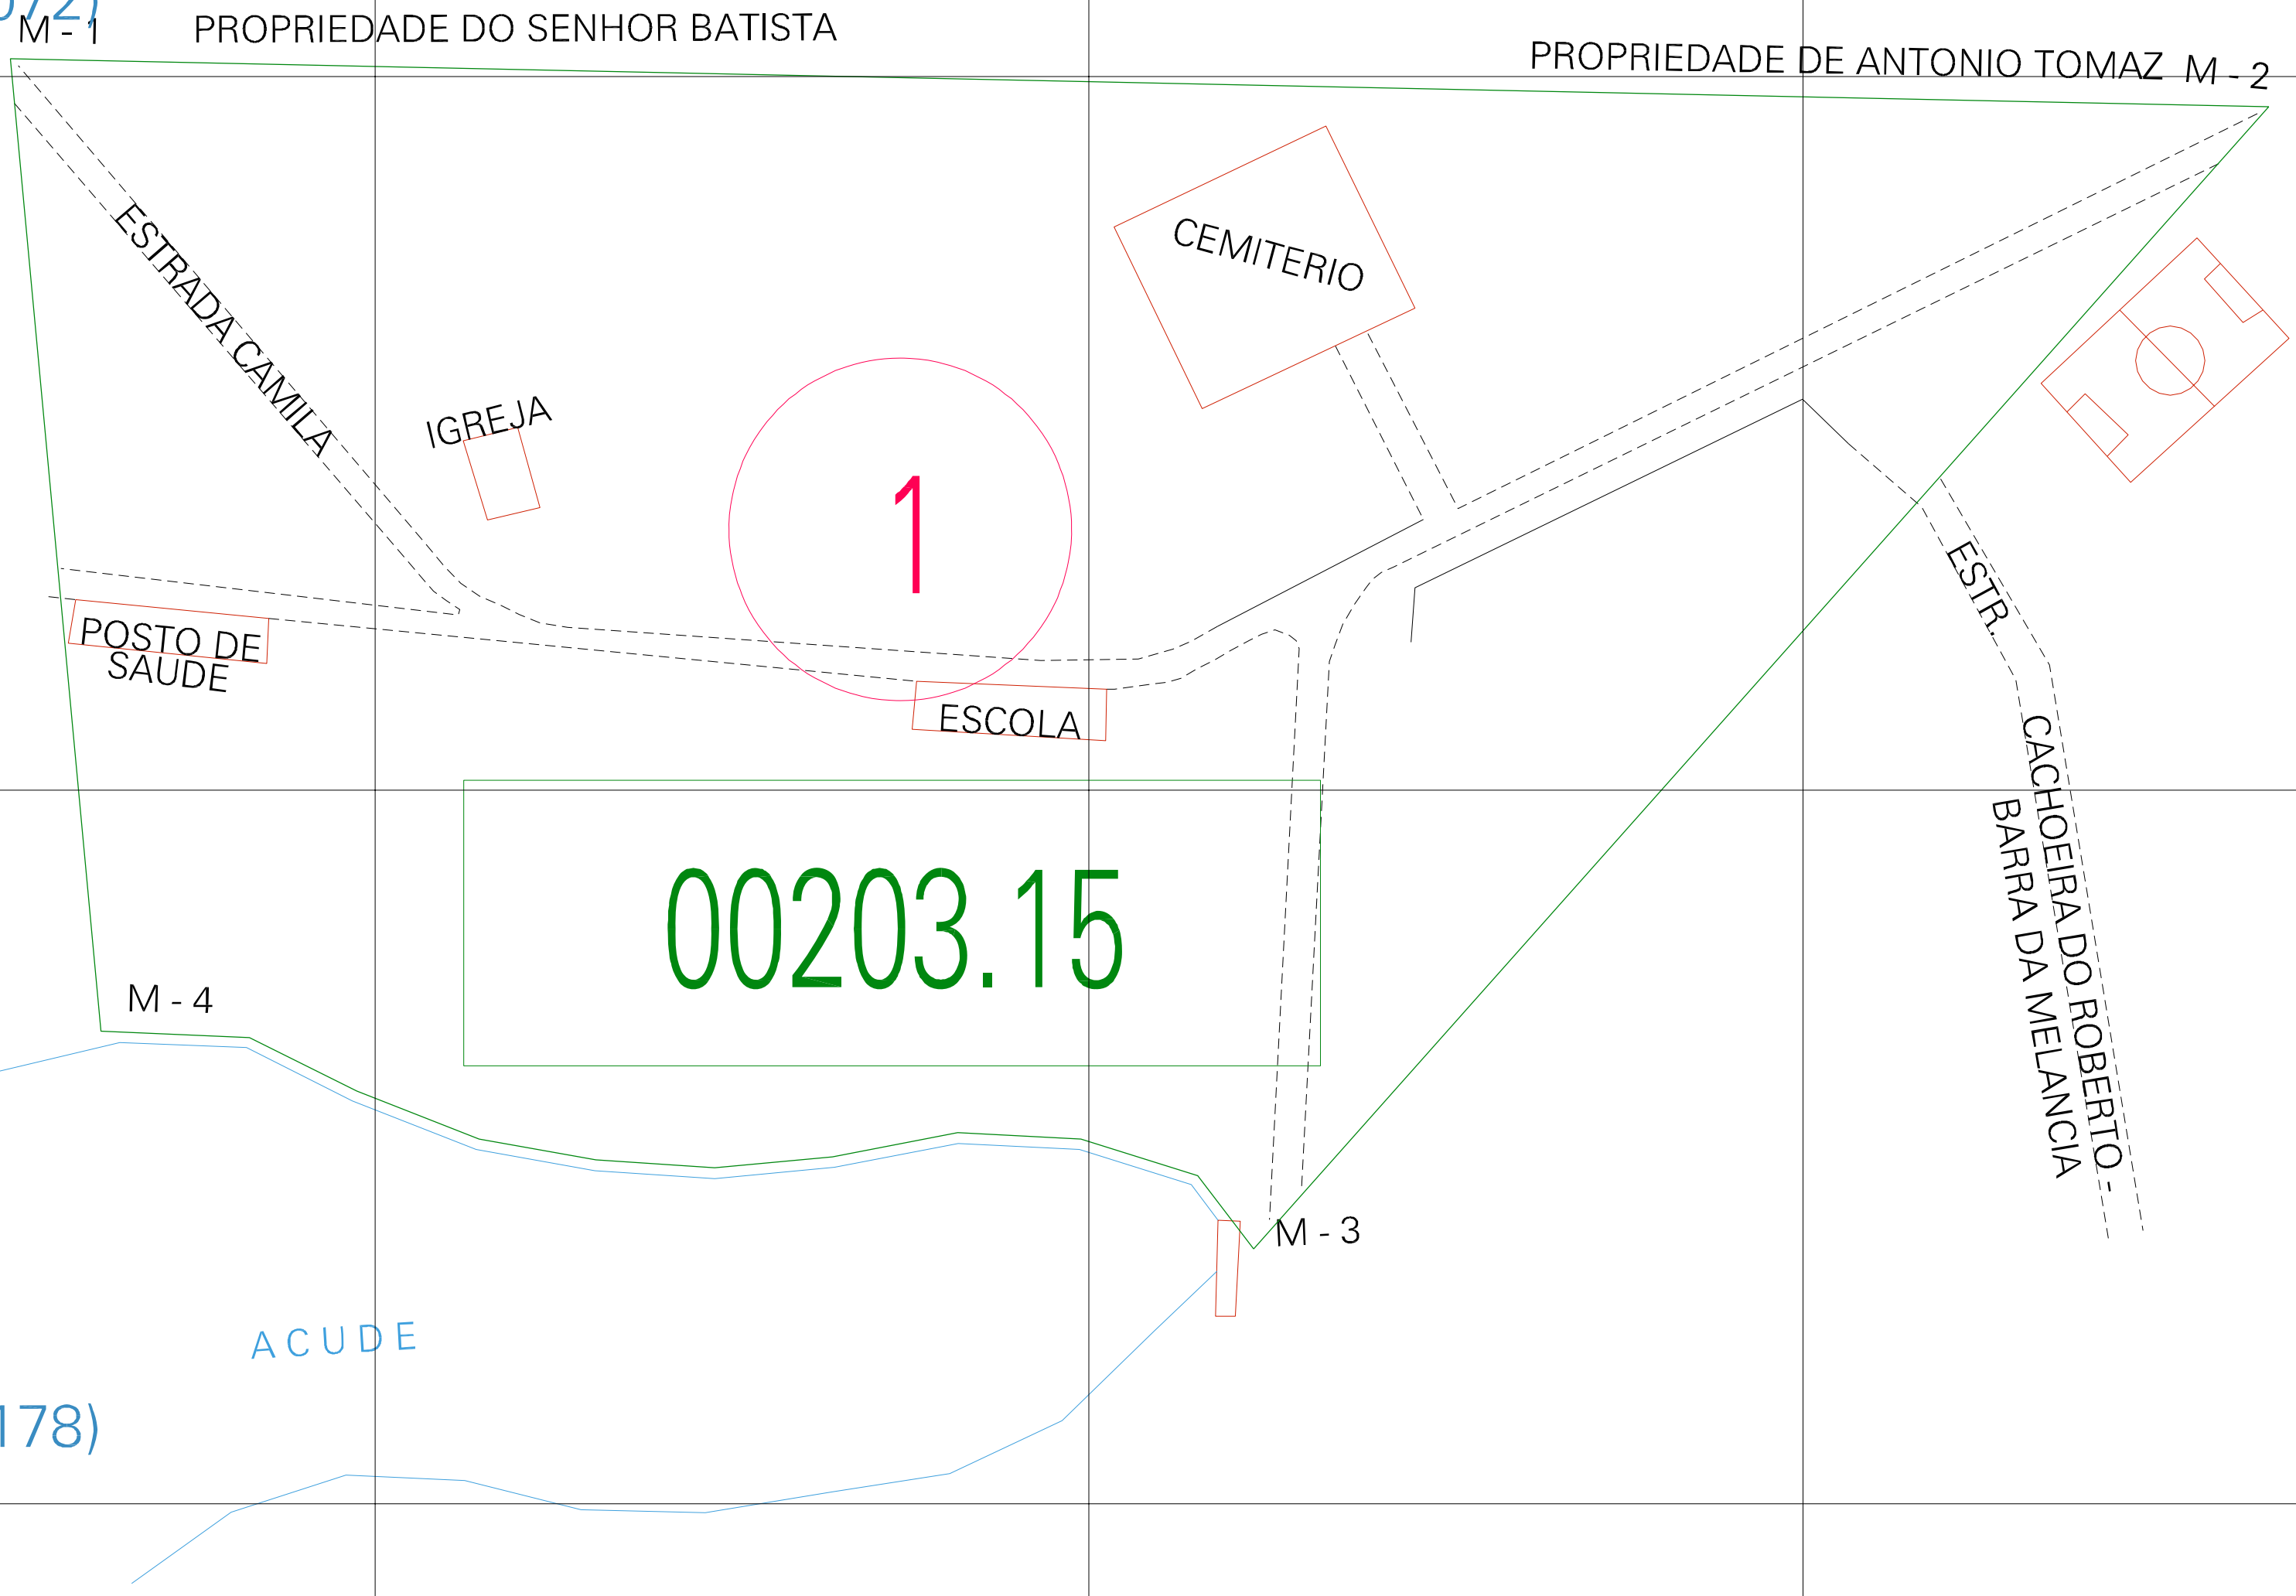 072)
M - 1
PROPRIEDADE DO SENHOR BATISTA
PROPRIEDADE DE ANTONIO TOMAZ
M - 2
CEMITERIO
ESTRADA CAMILA
IGREJA
1
ESTR.
POSTO DE
SAUDE
ESCOLA
CACHOEIRA DO ROBERTO -
BARRA DA MELANCIA
00203.15
M - 4
M - 3
ACUDE
178)